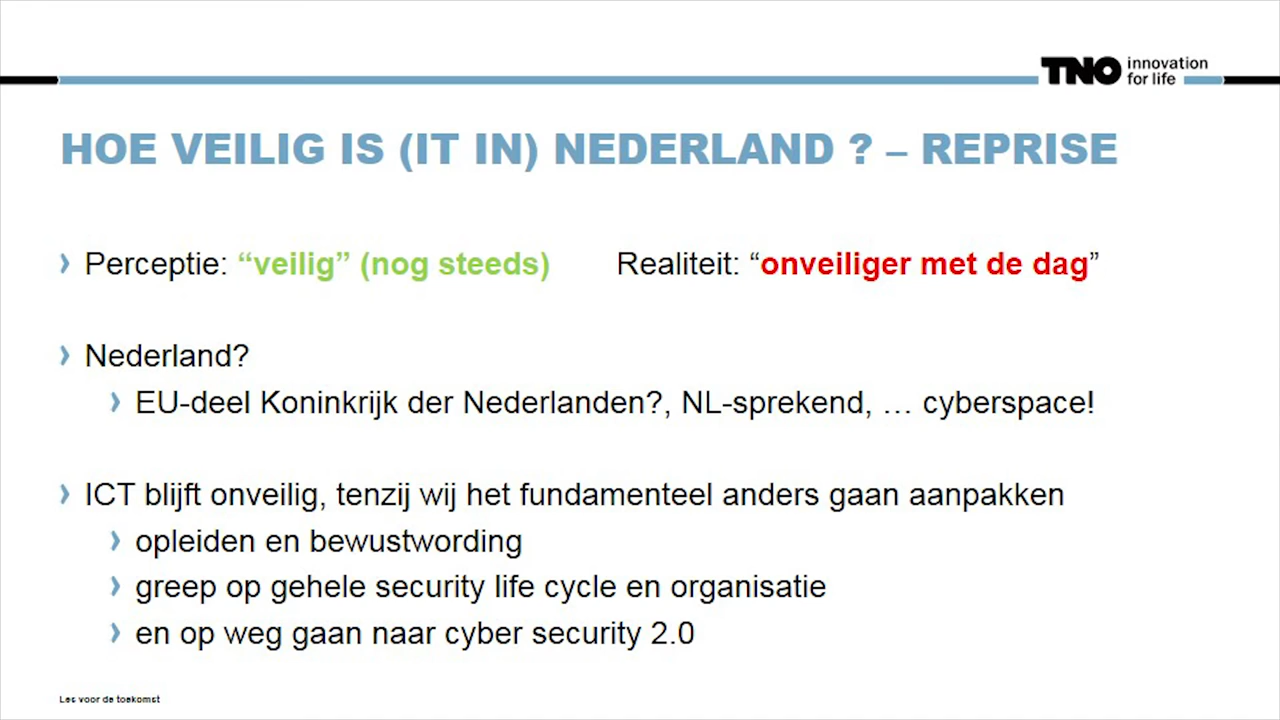 TNO innovation
for life
HOE VEILIG IS (IT IN) NEDERLAND ? – REPRISE
Perceptie: “veilig” (nog steeds) Realiteit: “onveiliger met de dag”
Nederland?
EU-deel Koninkrijk der Nederlanden?, NL-sprekend, … cyberspace!
ICT blijft onveilig, tenzij wij het fundamenteel anders gaan aanpakken
opleiden en bewustwording
greep op gehele security life cycle en organisatie
en op weg gaan naar cyber security 2.0
Les voor de toekomst